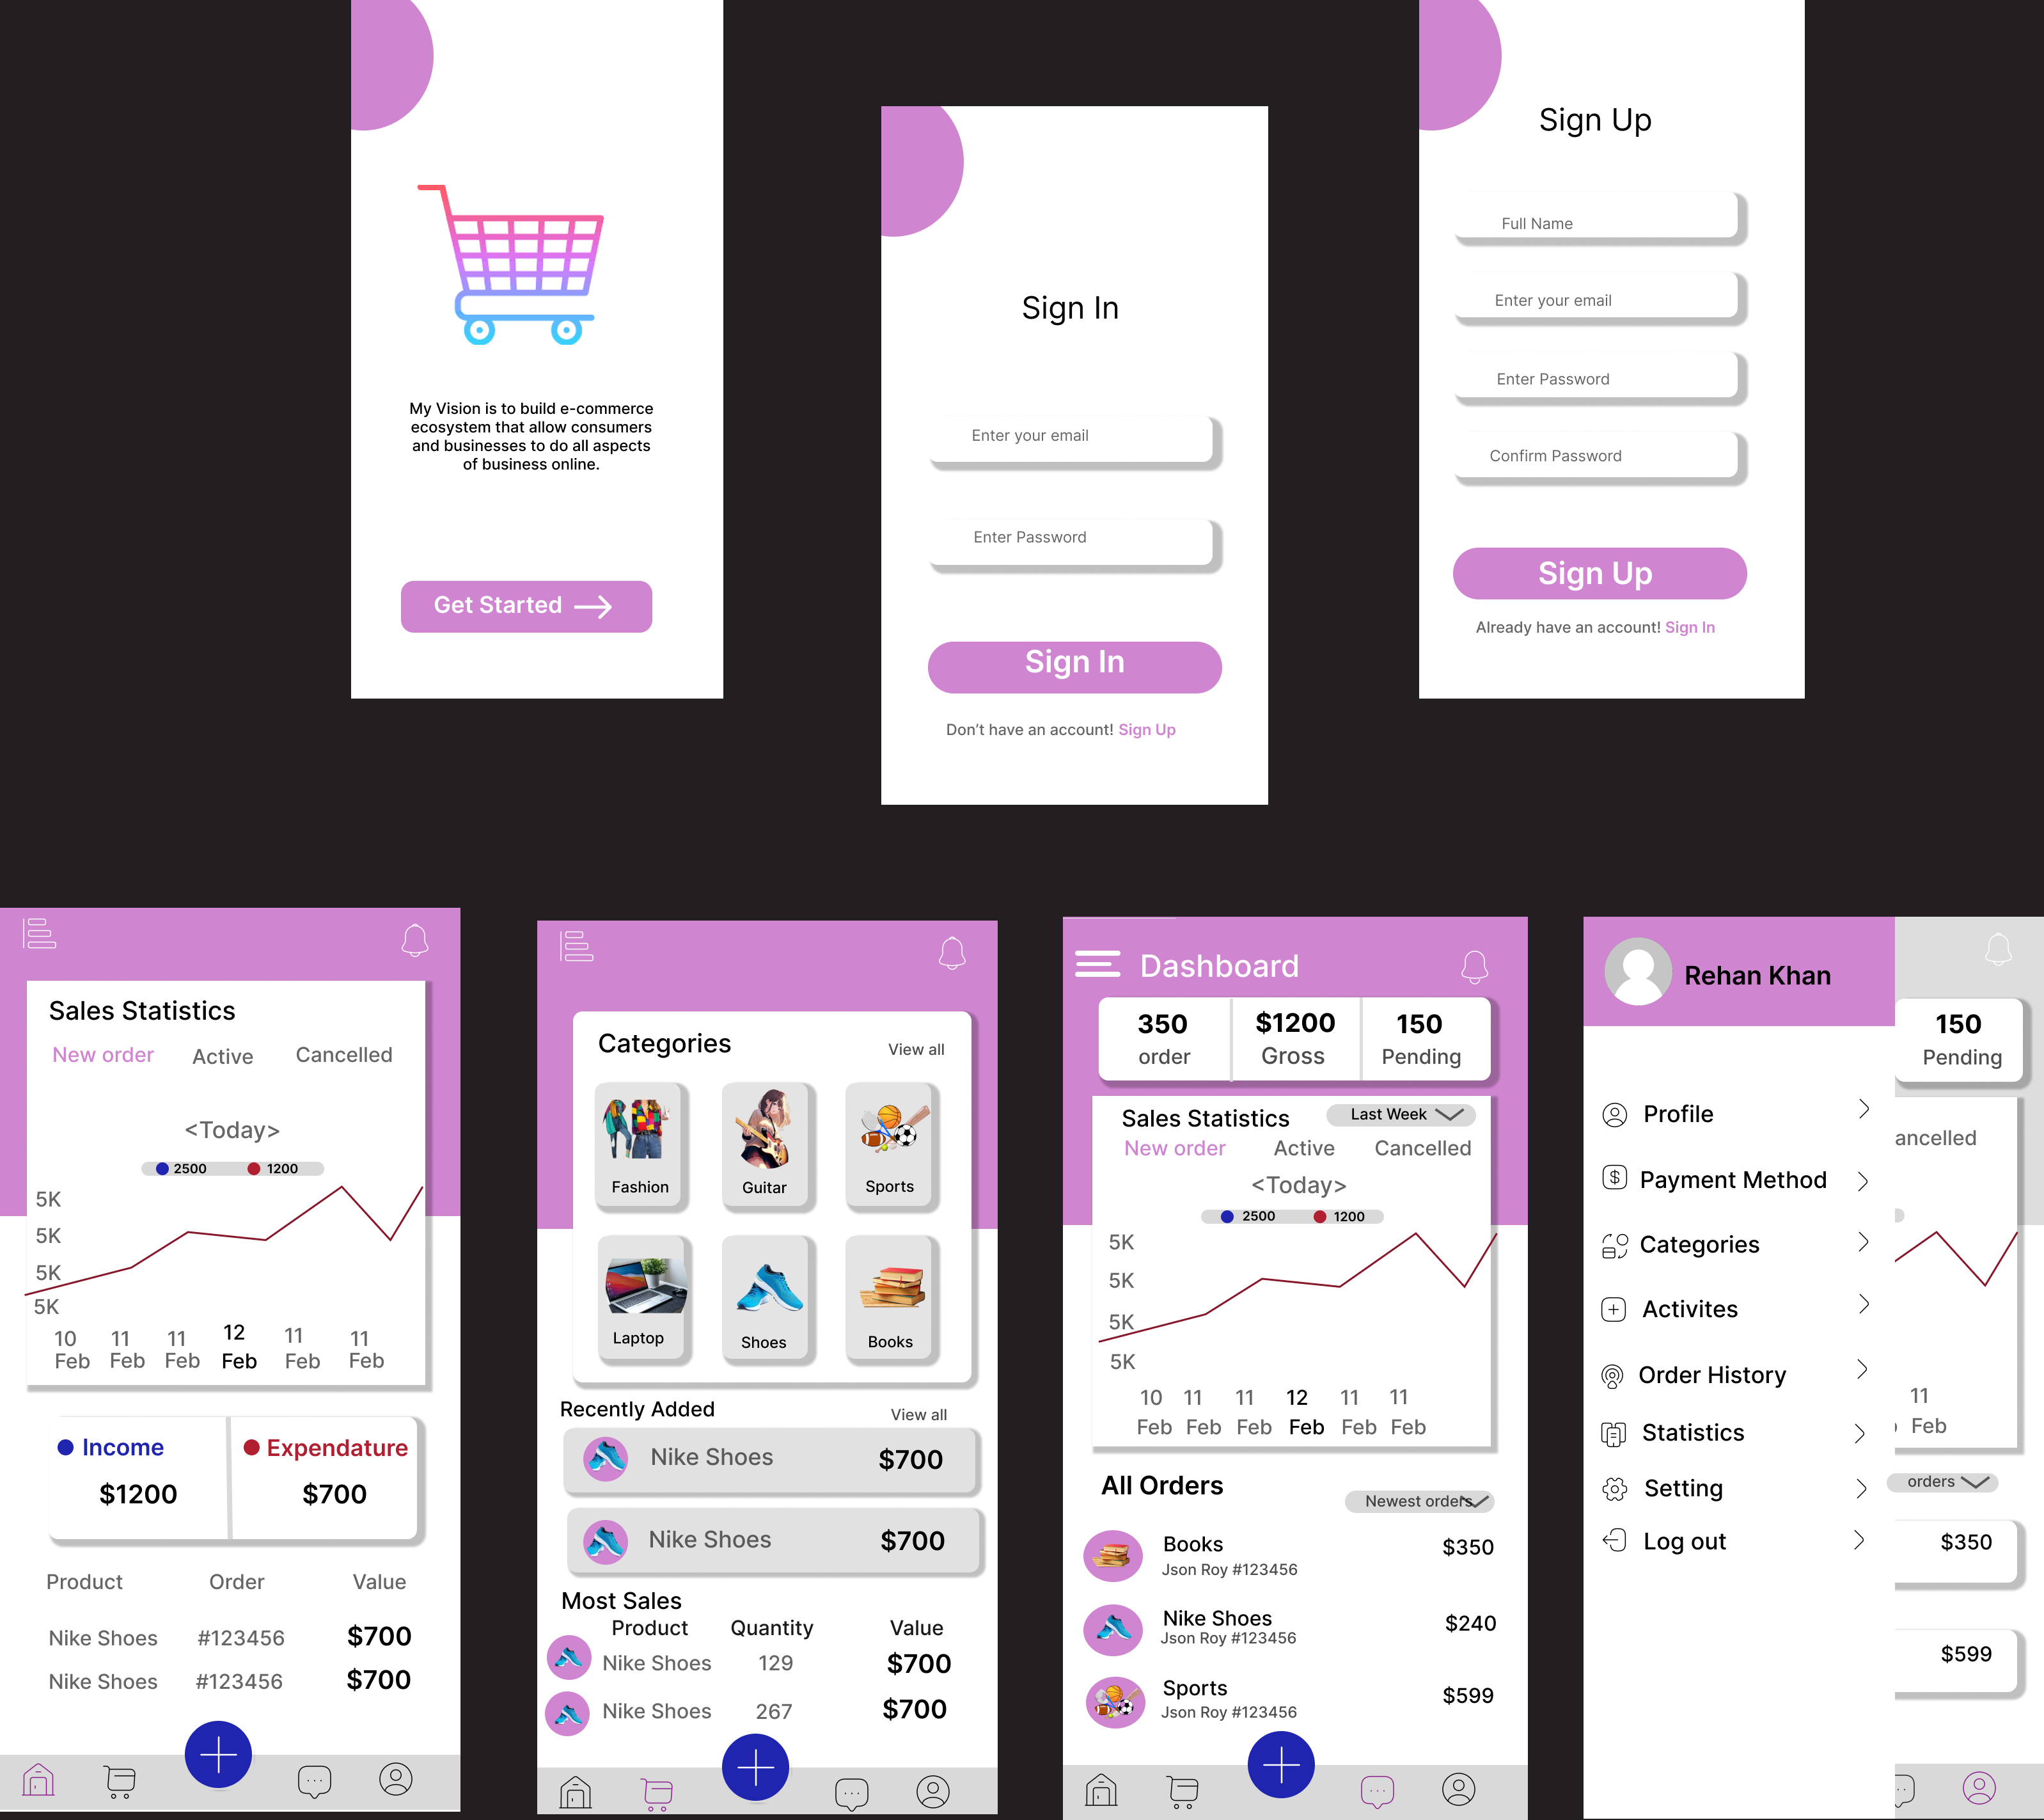 My Vision is to build e-commerce
ecosystem that allow consumers
and businesses to do all aspects
of business online.
Get Started
Sign In
Enter your email
Enter Password
Sign In
Don't have an account! Sign Up
Sign Up
Full Name
Enter your email
Enter Password
Confirm Password
Sign Up
Already have an account! Sign In
Sales Statistics
New order Active Cancelled
<Today>
2500 1200
5K
5K
5K
5K
10 11 11 12 11 11
Feb Feb Feb Feb Feb Feb
Income Expendature
$1200 $700
Product Order Value
Nike Shoes #123456 $700
Nike Shoes #123456 $700
Categories View all
Fashion Guitar Sports
Laptop Shoes Books
Recently Added View all
Nike Shoes $700
Nike Shoes $700
Most Sales
Product Quantity Value
Nike Shoes 129 $700
Nike Shoes 267 $700
Dashboard
350 $1200 150
order Gross Pending
Sales Statistics Last Week
New order Active Cancelled
<Today>
2500 1200
5K
5K
5K
5K
10 11 11 12 11 11
Feb Feb Feb Feb Feb Feb
All Orders
Newest orders
Books $350
Json Roy #123456
Nike Shoes $240
Json Roy #123456
Sports $599
Json Roy #123456
Rehan Khan
Profile
Payment Method
Categories
Activites
Order History
Statistics
Setting
Log out
150
Pending
ancelled
11
Feb
orders
$350
$599